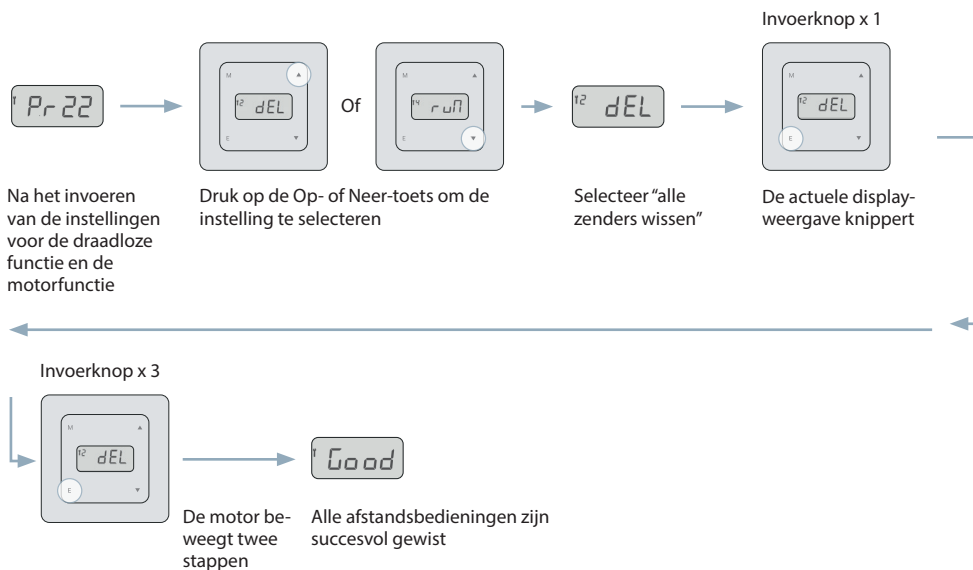 Invoerknop x 1
1 Pr 22
M
12 dEL
E
Of
M
14 run
E
12 dEL
M
12 dEL
E
Na het invoeren
van de instellingen
voor de draadloze
functie en de
motorfunctie
Druk op de Op- of Neer-toets om de
instelling te selecteren
Selecteer “alle
zenders wissen”
De actuele display-
weergave knippert
Invoerknop x 3
M
12 dEL
E
1 Good
De motor be-
weegt twee
stappen
Alle afstandsbedieningen zijn
succesvol gewist